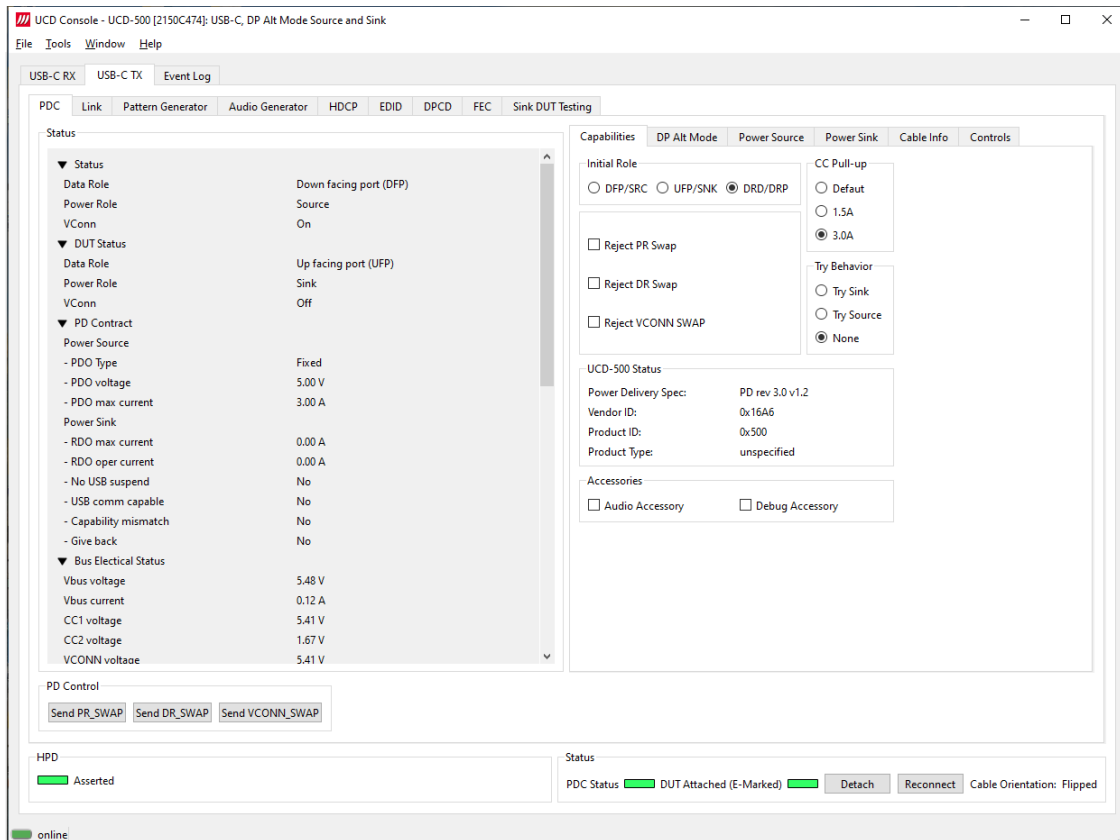 UCD Console - UCD-500 [2150C474]: USB-C, DP Alt Mode Source and Sink
File Tools Window Help
USB-C RX USB-C TX Event Log
PDC Link Pattern Generator Audio Generator HDCP EDID DPCD FEC Sink DUT Testing
Status
Status
Data Role Down facing port (DFP)
Power Role Source
VConn On
DUT Status
Data Role Up facing port (UFP)
Power Role Sink
VConn Off
PD Contract
Power Source
- PDO Type Fixed
- PDO voltage 5.00 V
- PDO max current 3.00 A
Power Sink
- RDO max current 0.00 A
- RDO oper current 0.00 A
- No USB suspend No
- USB comm capable No
- Capability mismatch No
- Give back No
Bus Electical Status
Vbus voltage 5.48 V
Vbus current 0.12 A
CC1 voltage 5.41 V
CC2 voltage 1.67 V
VCONN voltage 5.41 V
Capabilities DP Alt Mode Power Source Power Sink Cable Info Controls
Initial Role
DFP/SRC UFP/SNK DRD/DRP
Reject PR Swap
Reject DR Swap
Reject VCONN SWAP
CC Pull-up
Defaut
1.5A
3.0A
Try Behavior
Try Sink
Try Source
None
UCD-500 Status
Power Delivery Spec: PD rev 3.0 v1.2
Vendor ID: 0x16A6
Product ID: 0x500
Product Type: unspecified
Accessories
Audio Accessory Debug Accessory
PD Control
Send PR_SWAP Send DR_SWAP Send VCONN_SWAP
HPD
Asserted
Status
PDC Status DUT Attached (E-Marked) Detach Reconnect Cable Orientation: Flipped
online